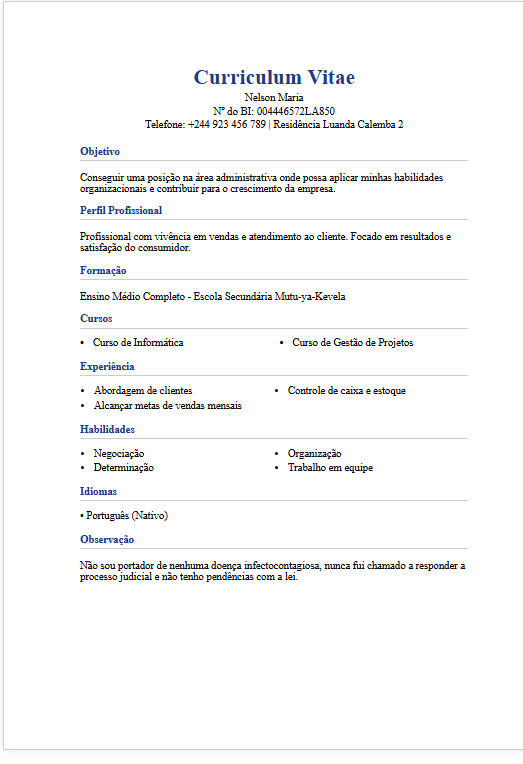 Curriculum Vitae
Nelson Maria
Nº do BI: 004446572LA850
Telefone: +244 923 456 789 | Residência Luanda Calemba 2
Objetivo
Conseguir uma posição na área administrativa onde possa aplicar minhas habilidades
organizacionais e contribuir para o crescimento da empresa.
Perfil Profissional
Profissional com vivência em vendas e atendimento ao cliente. Focado em resultados e
satisfação do consumidor.
Formação
Ensino Médio Completo - Escola Secundária Mutu-ya-Kevela
Cursos
• Curso de Informática
• Curso de Gestão de Projetos
Experiência
• Abordagem de clientes
• Controle de caixa e estoque
• Alcançar metas de vendas mensais
Habilidades
• Negociação
• Organização
• Determinação
• Trabalho em equipe
Idiomas
• Português (Nativo)
Observação
Não sou portador de nenhuma doença infectocontagiosa, nunca fui chamado a responder a
processo judicial e não tenho pendências com a lei.